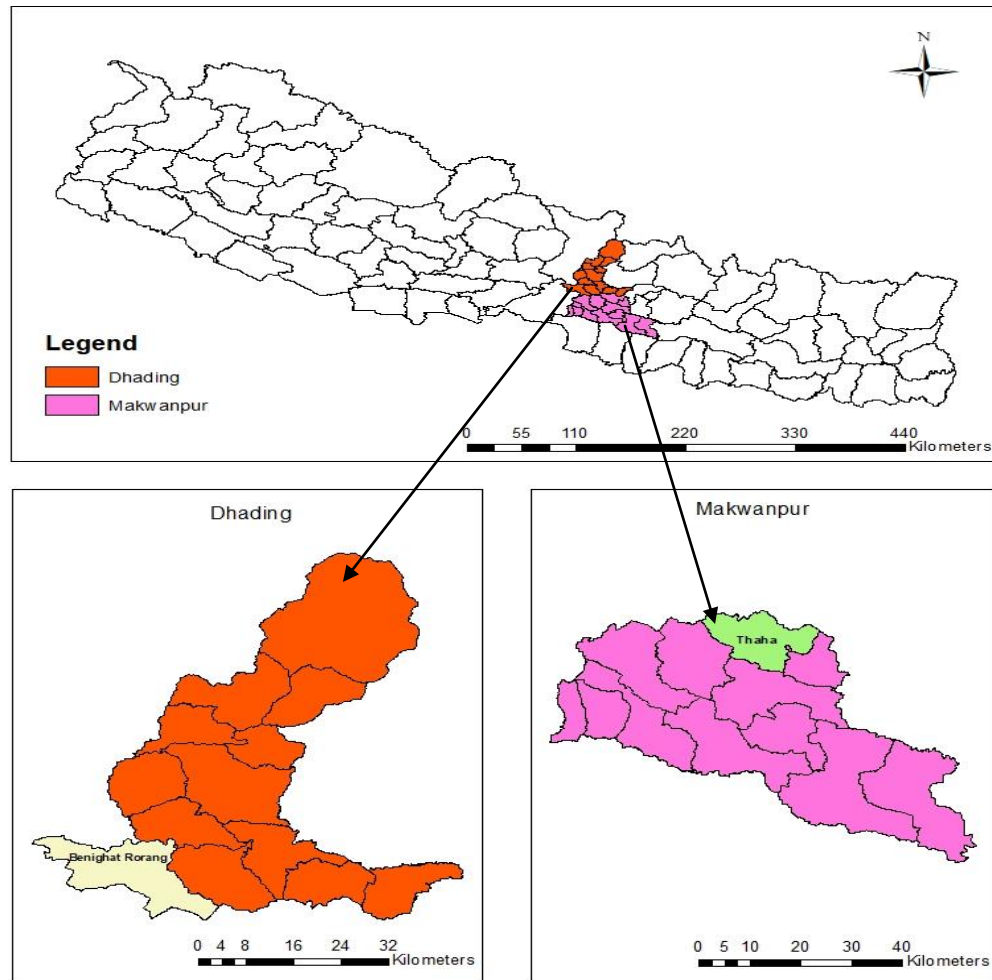 N
Legend
Dhading
Makwanpur
0 55 110 220 330 440
Kilometers
Dhading
Benighat Rorang
0 4 8 16 24 32
Kilometers
Makwanpur
Thaha
0 5 10 20 30 40
Kilometers